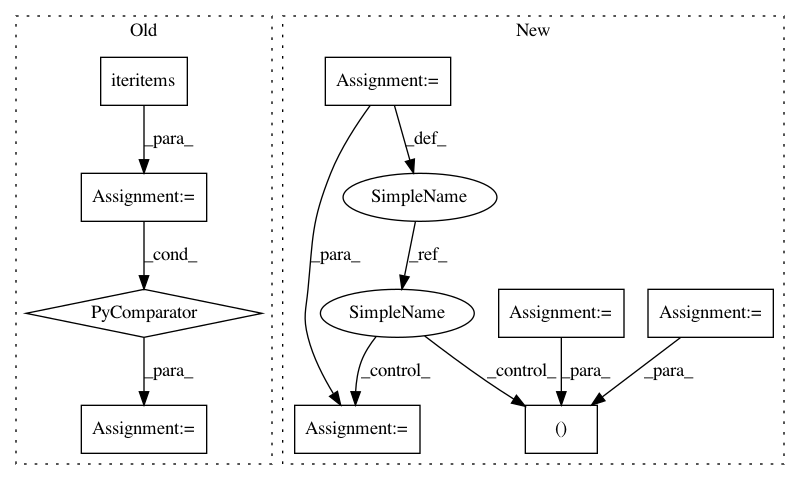 Old
New
iteritems
Assignment:=
_para_
_def_
Assignment:=
SimpleName
_cond_
_para_
_ref_
PyComparator
SimpleName
Assignment:=
Assignment:=
_para_
_control_
_control_
_para_
_para_
Assignment:=
Assignment:=
()